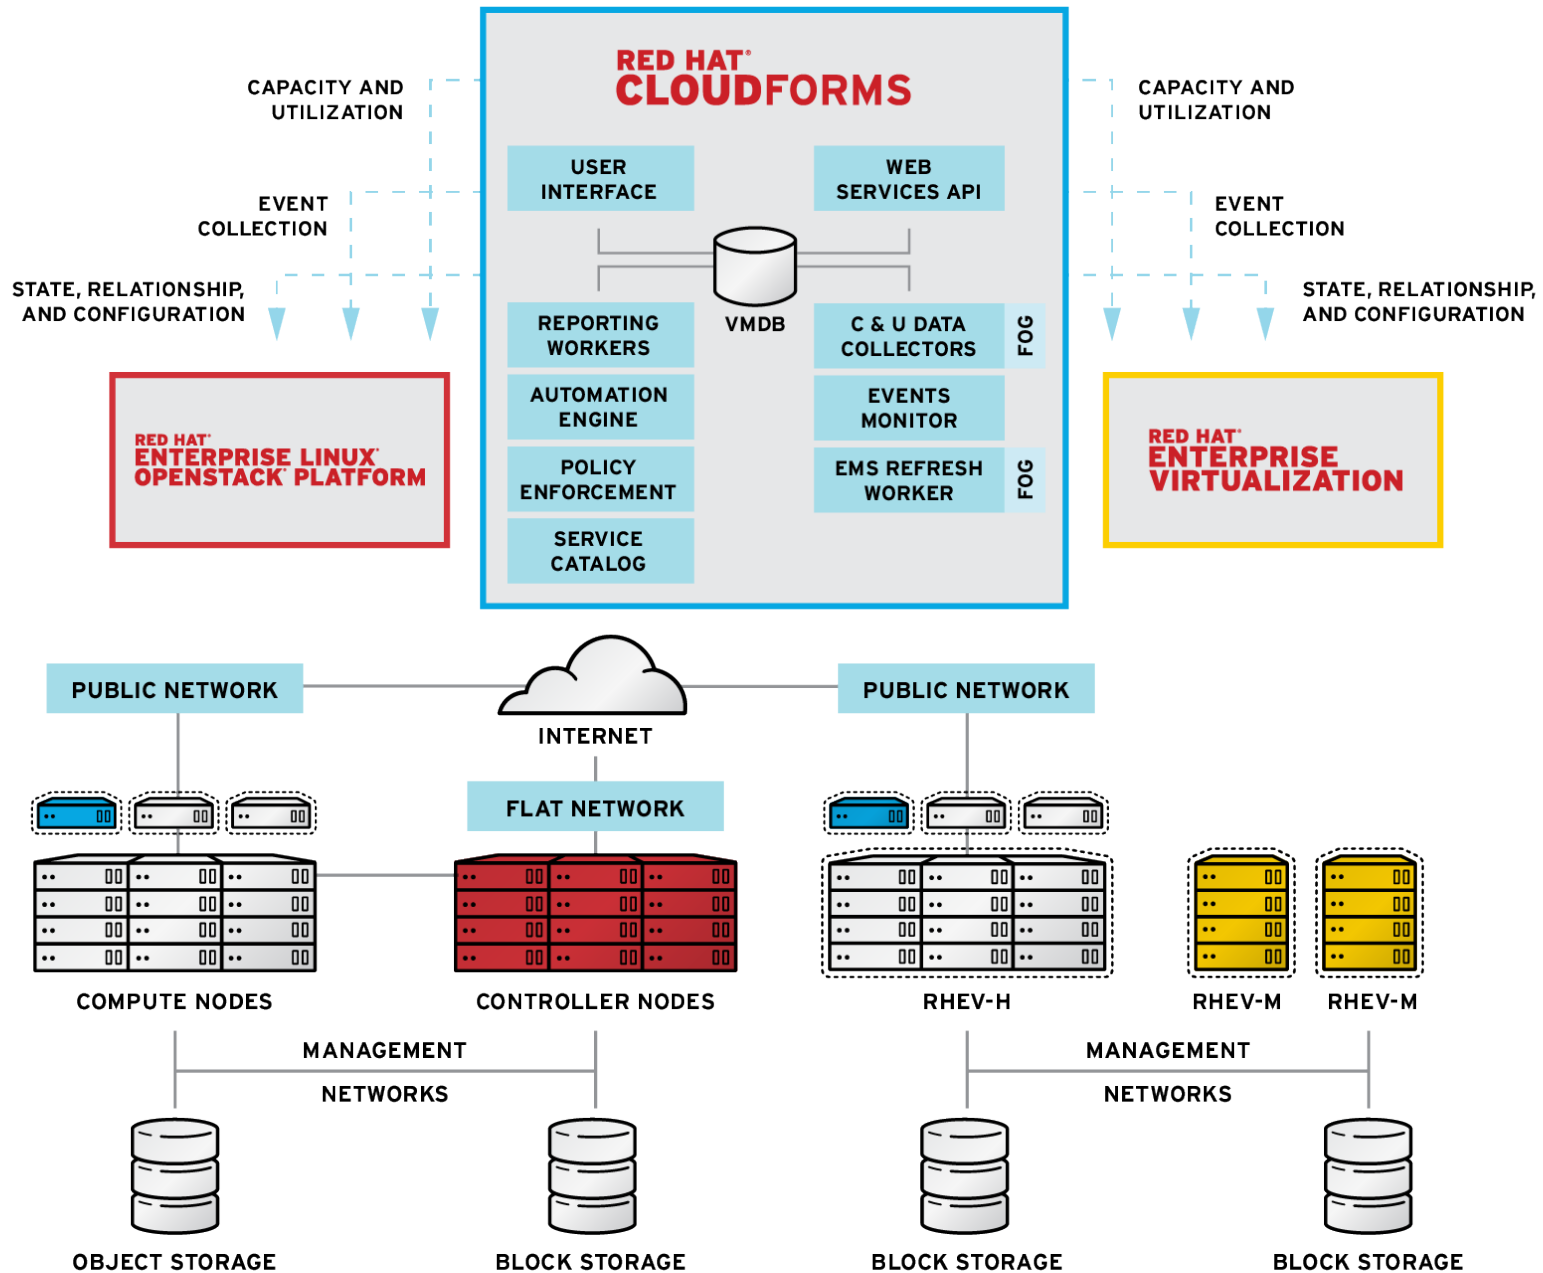 RED HAT®
CLOUDFORMS
CAPACITY AND
UTILIZATION
EVENT
COLLECTION
STATE, RELATIONSHIP,
AND CONFIGURATION
USER
INTERFACE
WEB
SERVICES API
VMDB
REPORTING
WORKERS
AUTOMATION
ENGINE
POLICY
ENFORCEMENT
SERVICE
CATALOG
C & U DATA
COLLECTORS
FOG
EVENTS
MONITOR
EMS REFRESH
WORKER
FOG
CAPACITY AND
UTILIZATION
EVENT
COLLECTION
STATE, RELATIONSHIP,
AND CONFIGURATION
RED HAT®
ENTERPRISE LINUX®
OPENSTACK® PLATFORM
RED HAT®
ENTERPRISE
VIRTUALIZATION
PUBLIC NETWORK
INTERNET
PUBLIC NETWORK
FLAT NETWORK
COMPUTE NODES
CONTROLLER NODES
RHEV-H
RHEV-M
RHEV-M
MANAGEMENT
NETWORKS
MANAGEMENT
NETWORKS
OBJECT STORAGE
BLOCK STORAGE
BLOCK STORAGE
BLOCK STORAGE